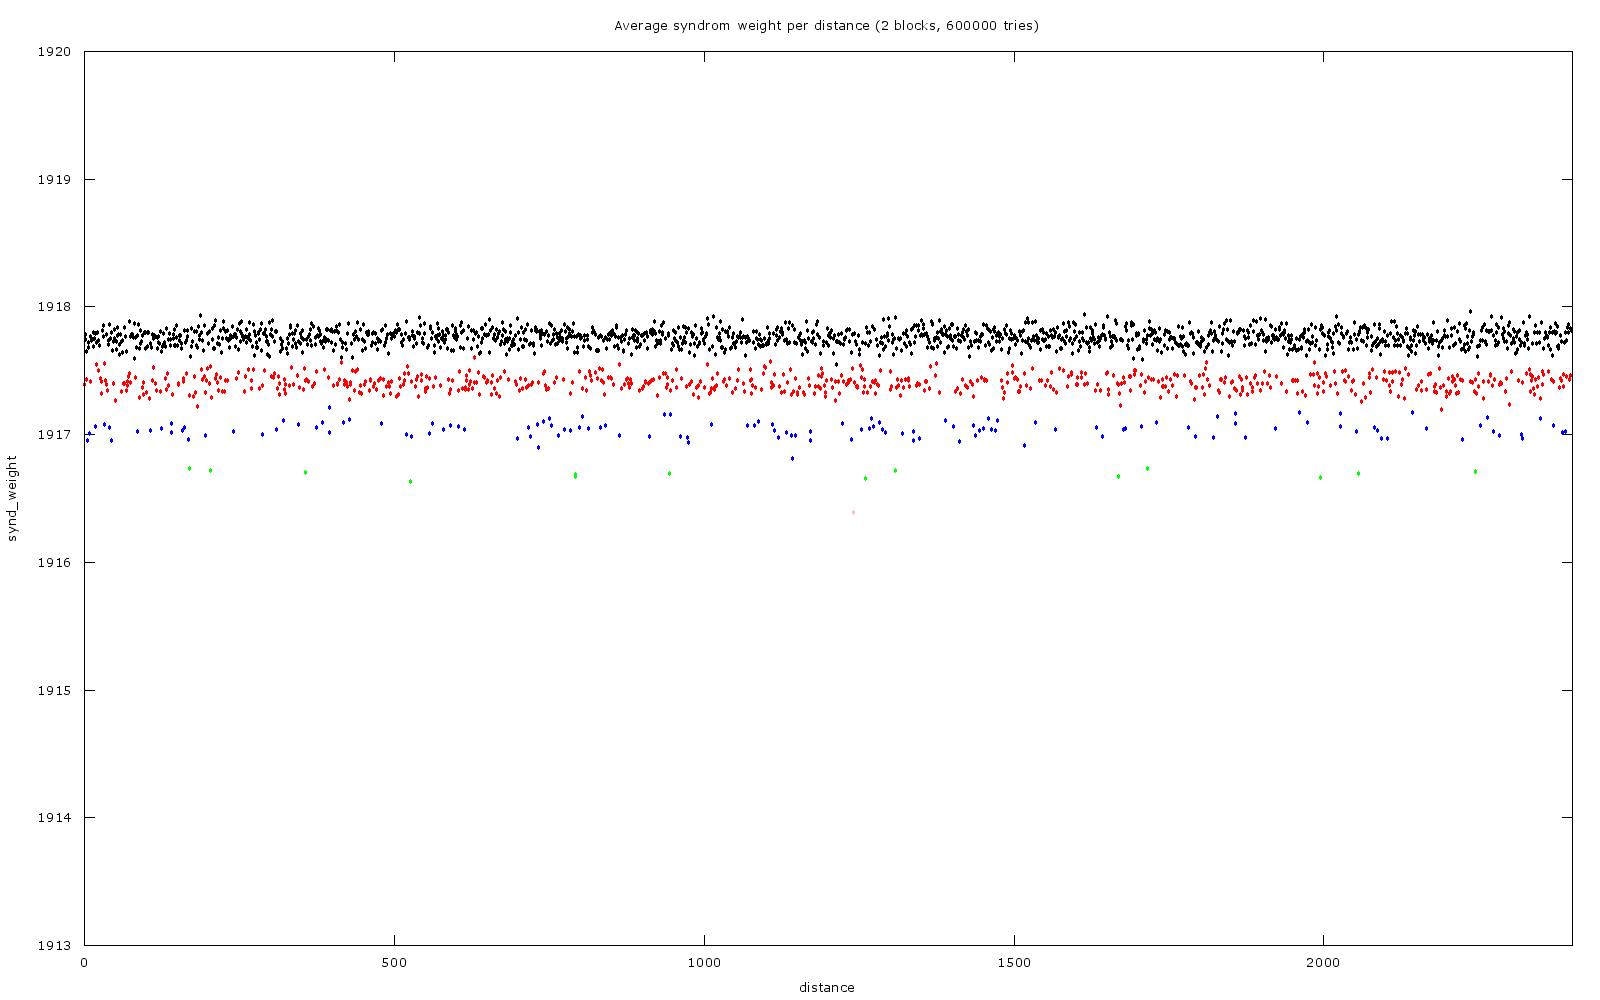 Average syndrom weight per distance (2 blocks, 600000 tries)
1920
1919
1918
1917
1916
1915
1914
1913
synd_weight
0 500 1000 1500 2000
distance